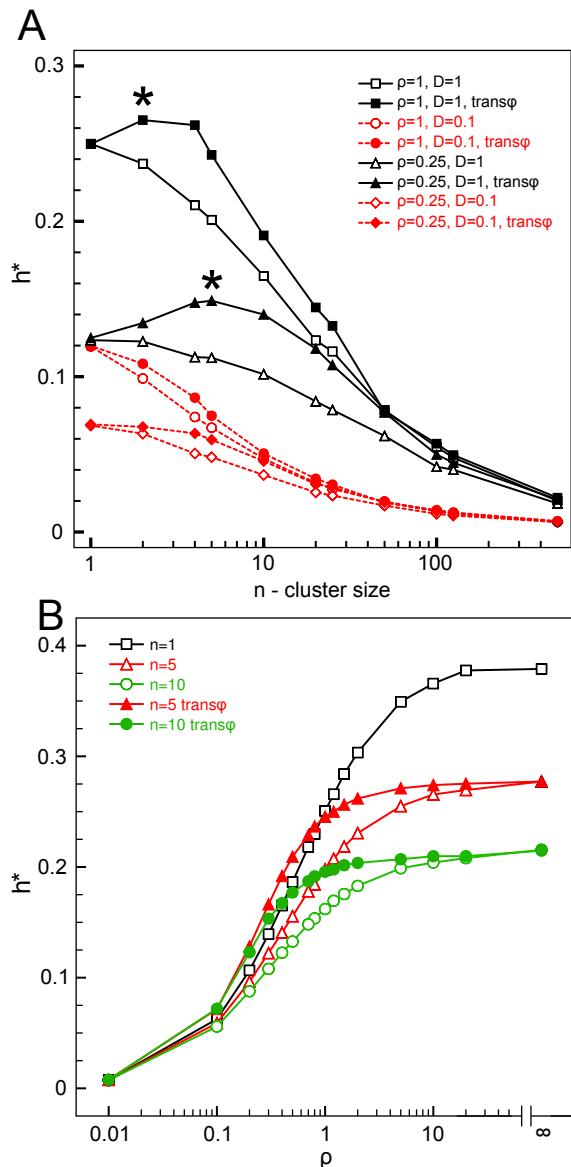 A
0.3
0.2
0.1
0
h*
*
*
ρ=1, D=1
ρ=1, D=1, transφ
ρ=1, D=0.1
ρ=1, D=0.1, transφ
ρ=0.25, D=1
ρ=0.25, D=1, transφ
ρ=0.25, D=0.1
ρ=0.25, D=0.1, transφ
1 10 100
n - cluster size
B
0.4
0.3
0.2
0.1
0
h*
n=1
n=5
n=10
n=5 transφ
n=10 transφ
0.01 0.1 1 10 ∞
ρ